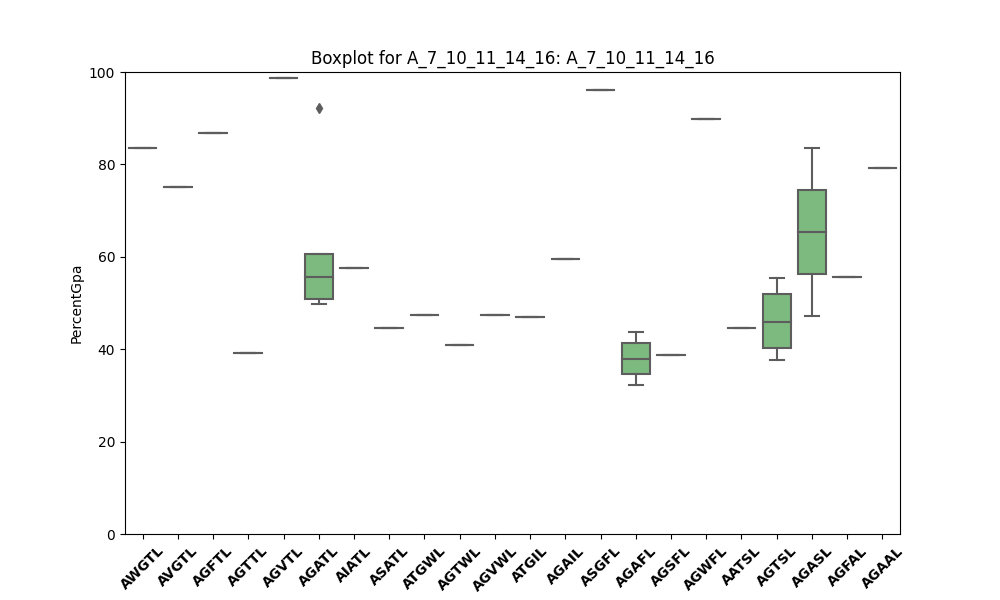 Boxplot for A_7_10_11_14_16: A_7_10_11_14_16
100
80
60
40
20
0
PercentGpa
AWGTL
AVGTL
AGFTL
AGTTL
AGVTL
AGATL
AIATL
ASATL
ATGWL
AGTWL
AGVWL
ATGIL
AGAIL
ASGFL
AGAFL
AGSFL
AGWFL
AATSL
AGTSL
AGASL
AGFAL
AGAAL